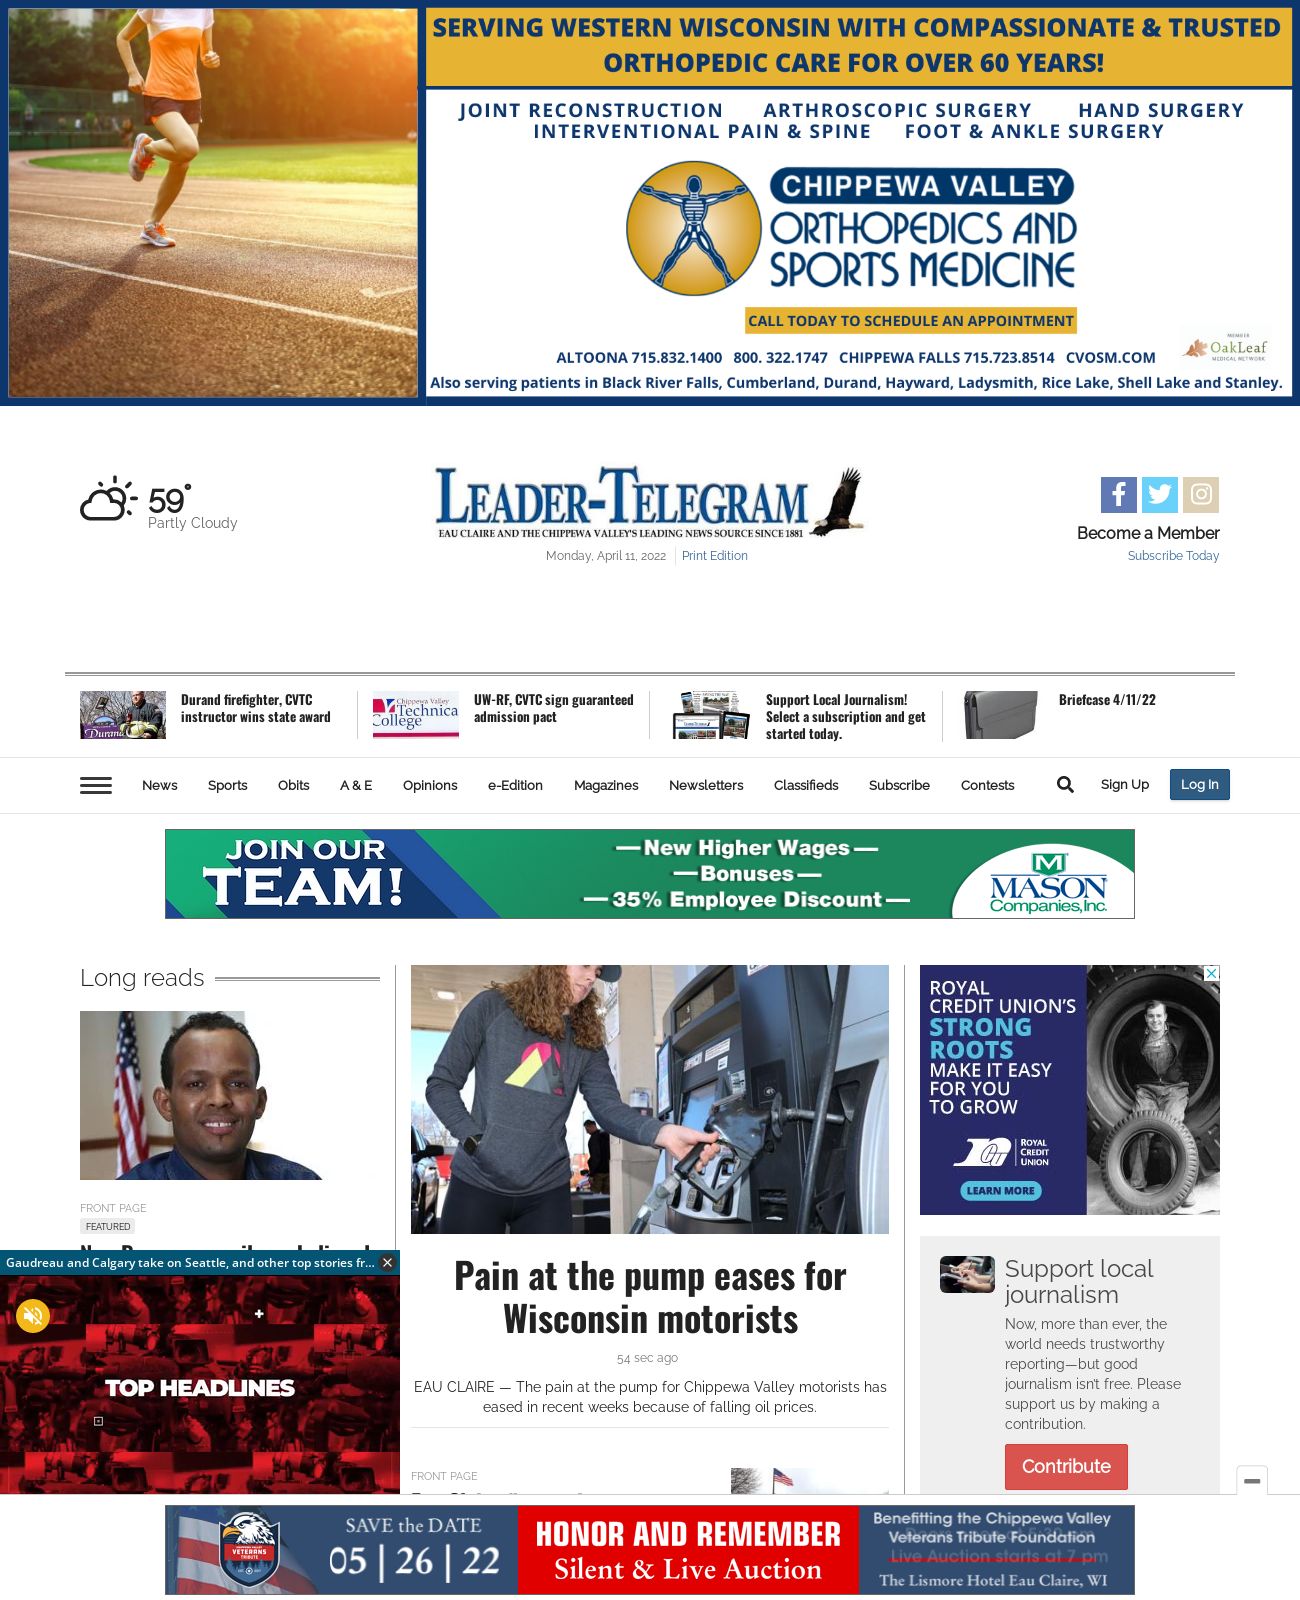 SERVING WESTERN WISCONSIN WITH COMPASSIONATE & TRUSTED
ORTHOPEDIC CARE FOR OVER 60 YEARS!
JOINT RECONSTRUCTION ARTHROSCOPIC SURGERY HAND SURGERY
INTERVENTIONAL PAIN & SPINE FOOT & ANKLE SURGERY
CHIPPEWA VALLEY
ORTHOPEDICS AND
SPORTS MEDICINE
CALL TODAY TO SCHEDULE AN APPOINTMENT
MEMBER
OakLeaf
MEDICAL NETWORK
ALTOONA 715.832.1400 800. 322.1747 CHIPPEWA FALLS 715.723.8514 CVOSM.COM
Also serving patients in Black River Falls, Cumberland, Durand, Hayward, Ladysmith, Rice Lake, Shell Lake and Stanley.
59°
Partly Cloudy
LEADER-TELEGRAM
EAU CLAIRE AND THE CHIPPEWA VALLEY'S LEADING NEWS SOURCE SINCE 1881
Monday, April 11, 2022 Print Edition
Become a Member
Subscribe Today
Durand
Durand firefighter, CVTC
instructor wins state award
Chippewa Valley
Technica
College
UW-RF, CVTC sign guaranteed
admission pact
Support Local Journalism!
Select a subscription and get
started today.
Briefcase 4/11/22
News Sports Obits A & E Opinions e-Edition Magazines Newsletters Classifieds Subscribe Contests Sign Up Log In
JOIN OUR
TEAM!
—New Higher Wages—
—Bonuses—
—35% Employee Discount—
M
MASON
Companies, Inc.
Long reads
FRONT PAGE
FEATURED
Gaudreau and Calgary take on Seattle, and other top stories fr...
TOP HEADLINES
Pain at the pump eases for
Wisconsin motorists
54 sec ago
EAU CLAIRE — The pain at the pump for Chippewa Valley motorists has
eased in recent weeks because of falling oil prices.
FRONT PAGE
ROYAL
CREDIT UNION'S
STRONG
ROOTS
MAKE IT EASY
FOR YOU
TO GROW
ROYAL
CREDIT
UNION
LEARN MORE
Support local
journalism
Now, more than ever, the
world needs trustworthy
reporting—but good
journalism isn't free. Please
support us by making a
contribution.
Contribute
VETERANS
TRIBUTE
SAVE the DATE
05 | 26 | 22
HONOR AND REMEMBER
Silent & Live Auction
Benefitting the Chippewa Valley
Veterans Tribute Foundation
Live Auction starts at 7 pm
The Lismore Hotel Eau Claire, WI